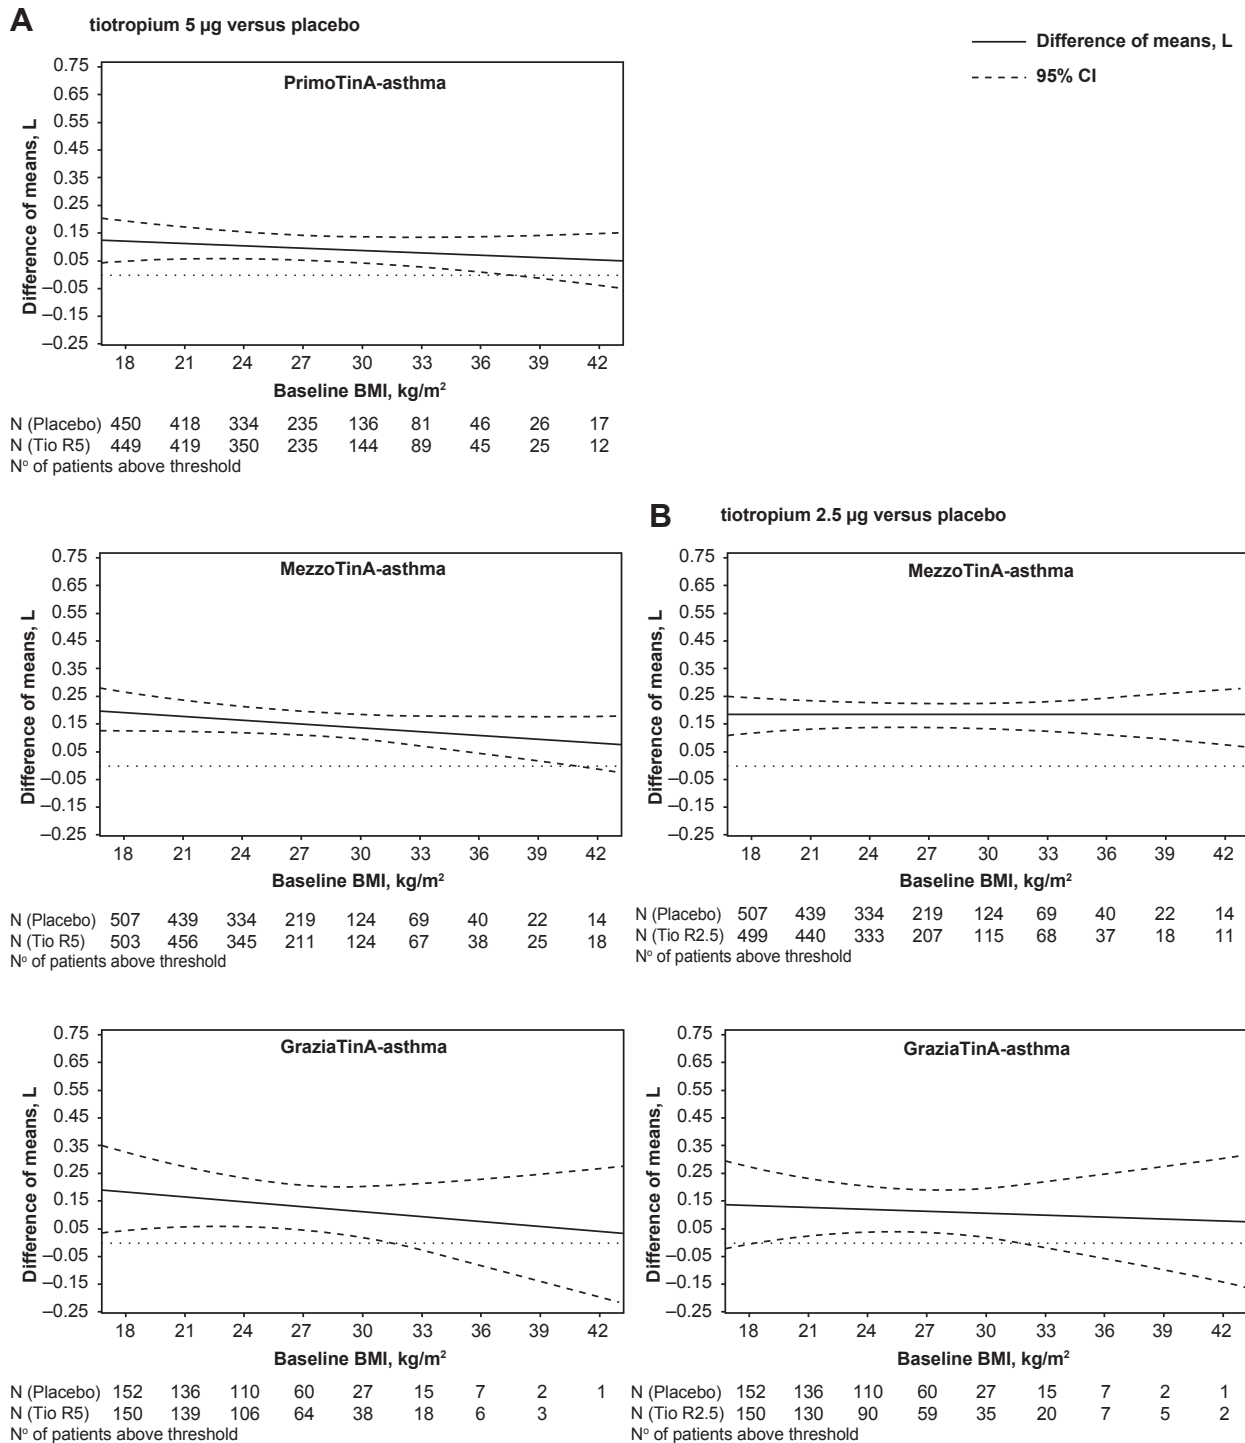 A tiotropium 5 µg versus placebo
Difference of means, L
95% CI
PrimoTinA-asthma
Difference of means, L
0.75
0.65
0.55
0.45
0.35
0.25
0.15
0.05
–0.05
–0.15
–0.25
18 21 24 27 30 33 36 39 42
Baseline BMI, kg/m²
N (Placebo) 450 418 334 235 136 81 46 26 17
N (Tio R5) 449 419 350 235 144 89 45 25 12
Nº of patients above threshold
MezzoTinA-asthma
Difference of means, L
0.75
0.65
0.55
0.45
0.35
0.25
0.15
0.05
–0.05
–0.15
–0.25
18 21 24 27 30 33 36 39 42
Baseline BMI, kg/m²
N (Placebo) 507 439 334 219 124 69 40 22 14
N (Tio R5) 503 456 345 211 124 67 38 25 18
Nº of patients above threshold
B tiotropium 2.5 µg versus placebo
MezzoTinA-asthma
Difference of means, L
0.75
0.65
0.55
0.45
0.35
0.25
0.15
0.05
–0.05
–0.15
–0.25
18 21 24 27 30 33 36 39 42
Baseline BMI, kg/m²
N (Placebo) 507 439 334 219 124 69 40 22 14
N (Tio R2.5) 499 440 333 207 115 68 37 18 11
Nº of patients above threshold
GraziaTinA-asthma
Difference of means, L
0.75
0.65
0.55
0.45
0.35
0.25
0.15
0.05
–0.05
–0.15
–0.25
18 21 24 27 30 33 36 39 42
Baseline BMI, kg/m²
N (Placebo) 152 136 110 60 27 15 7 2 1
N (Tio R5) 150 139 106 64 38 18 6 3
Nº of patients above threshold
GraziaTinA-asthma
Difference of means, L
0.75
0.65
0.55
0.45
0.35
0.25
0.15
0.05
–0.05
–0.15
–0.25
18 21 24 27 30 33 36 39 42
Baseline BMI, kg/m²
N (Placebo) 152 136 110 60 27 15 7 2 1
N (Tio R2.5) 150 130 90 59 35 20 7 5 2
Nº of patients above threshold